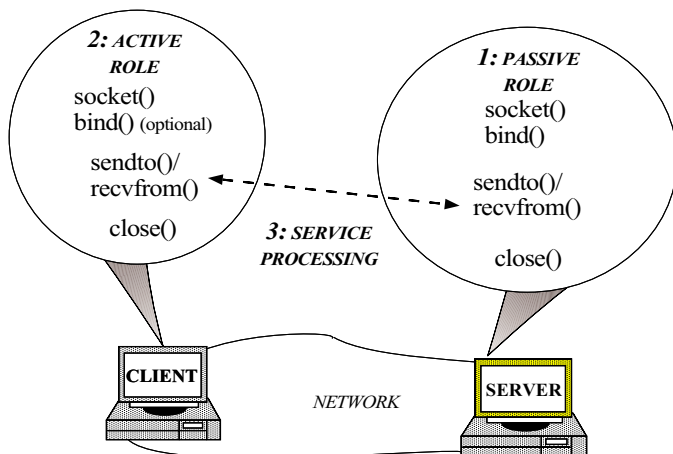 2: ACTIVE
ROLE
socket()
bind() (optional)
sendto()/
recvfrom()
close()
1: PASSIVE
ROLE
socket()
bind()
sendto()/
recvfrom()
close()
3: SERVICE
PROCESSING
CLIENT
NETWORK
SERVER